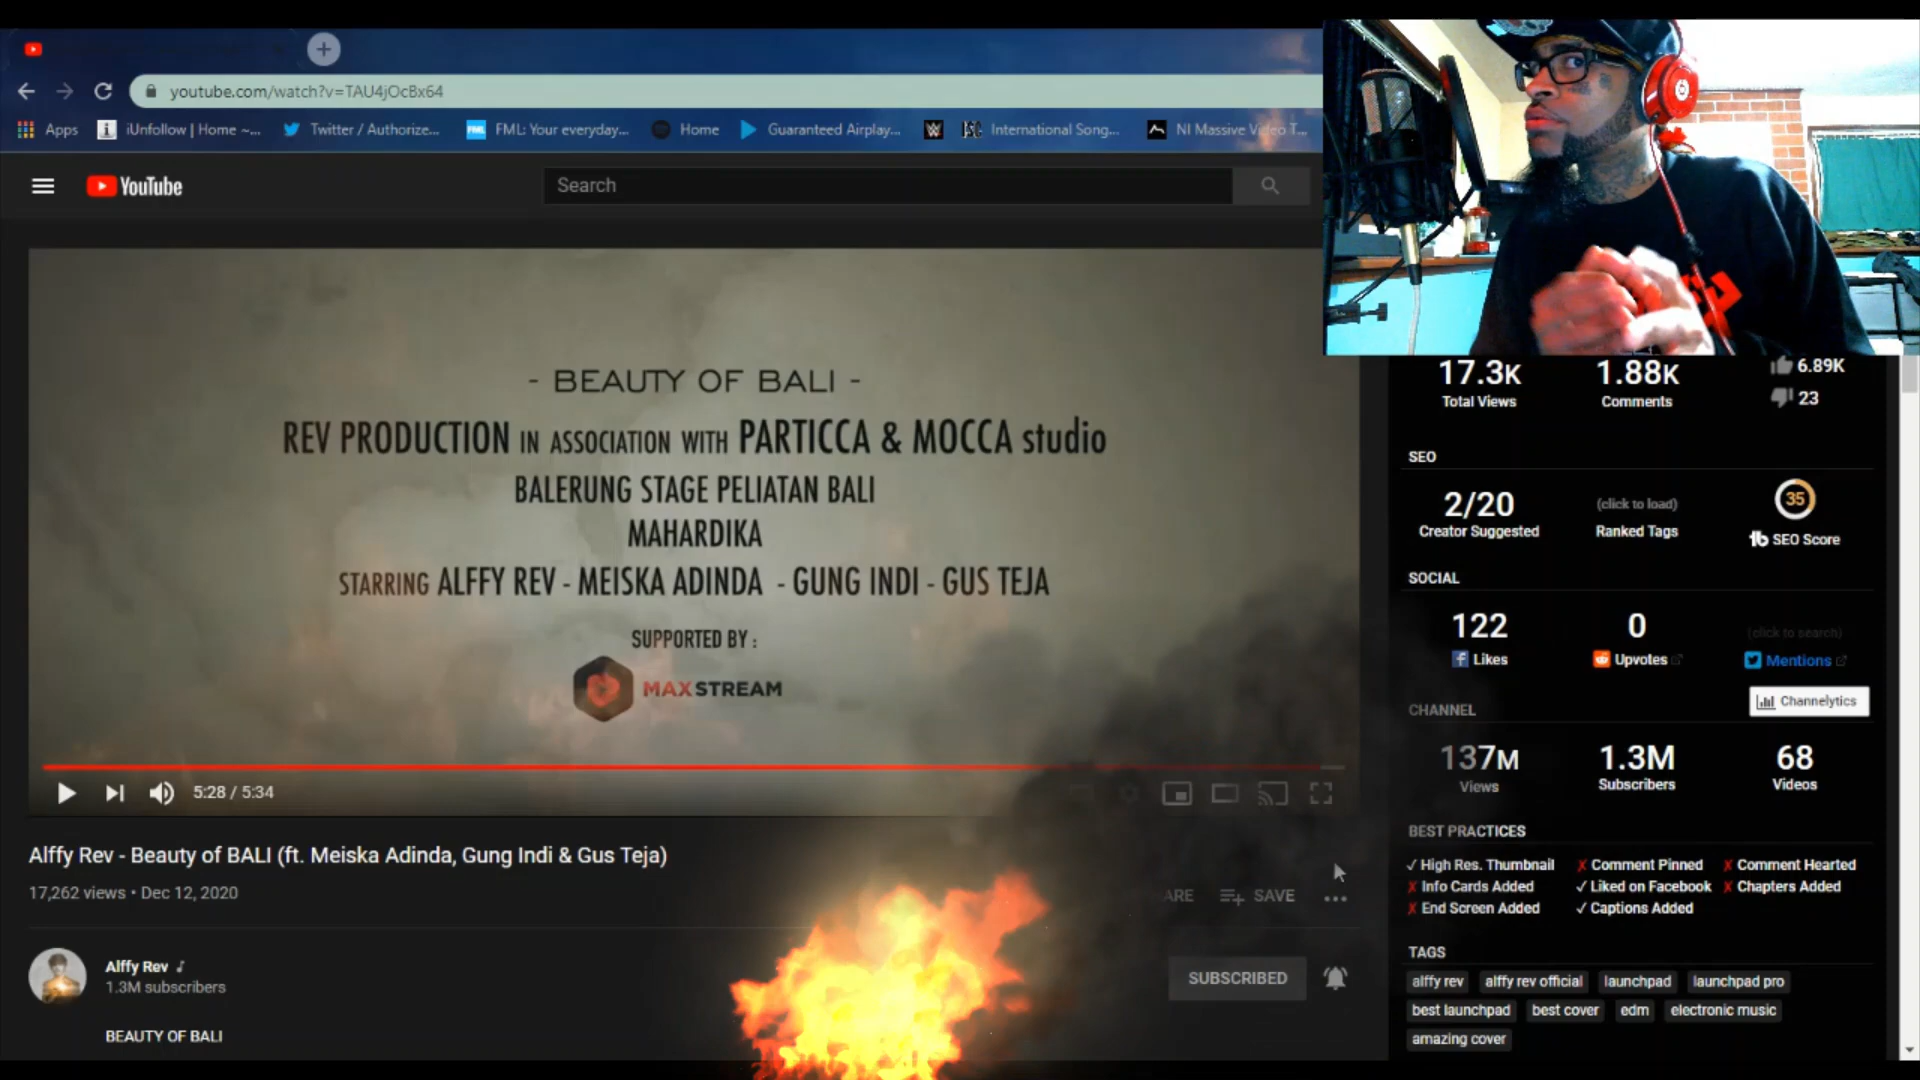 youtube.com/watch?v=TAU4jOcBx64
Apps
iUnfollow | Home ~...
Twitter / Authorize...
FML
FML: Your everyday...
Home
Guaranteed Airplay...
International Song...
NI Massive Video T...
YouTube
Search
- BEAUTY OF BALI -
REV PRODUCTION IN ASSOCIATION WITH PARTICCA & MOCCA studio
BALERUNG STAGE PELIATAN BALI
MAHARDIKA
STARRING ALFFY REV - MEISKA ADINDA - GUNG INDI - GUS TEJA
SUPPORTED BY :
MAXSTREAM
5:28 / 5:34
Alffy Rev - Beauty of BALI (ft. Meiska Adinda, Gung Indi & Gus Teja)
17,262 views • Dec 12, 2020
ARE
SAVE
Alffy Rev
1.3M subscribers
SUBSCRIBED
BEAUTY OF BALI
17.3K
Total Views
1.88K
Comments
6.89K
23
SEO
2/20
Creator Suggested
(click to load)
Ranked Tags
35
tb SEO Score
SOCIAL
122
Likes
0
Upvotes
(click to search)
Mentions
CHANNEL
Channelytics
137M
Views
1.3M
Subscribers
68
Videos
BEST PRACTICES
✓ High Res. Thumbnail
✗ Comment Pinned
✗ Comment Hearted
✗ Info Cards Added
✓ Liked on Facebook
✗ Chapters Added
✗ End Screen Added
✓ Captions Added
TAGS
alffy rev
alffy rev official
launchpad
launchpad pro
best launchpad
best cover
edm
electronic music
amazing cover